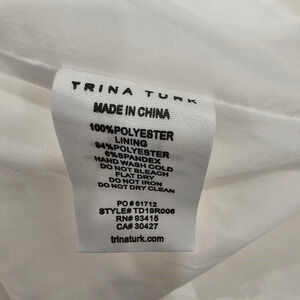 TRINA TURK
MADE IN CHINA
100%POLYESTER
LINING
94%POLYESTER
6%SPANDEX
HAND WASH COLD
DO NOT BLEACH
FLAT DRY
DO NOT IRON
DO NOT DRY CLEAN
PO#61712
STYLE# TD19R006
RN# 93415
CA# 30427
trinaturk.com